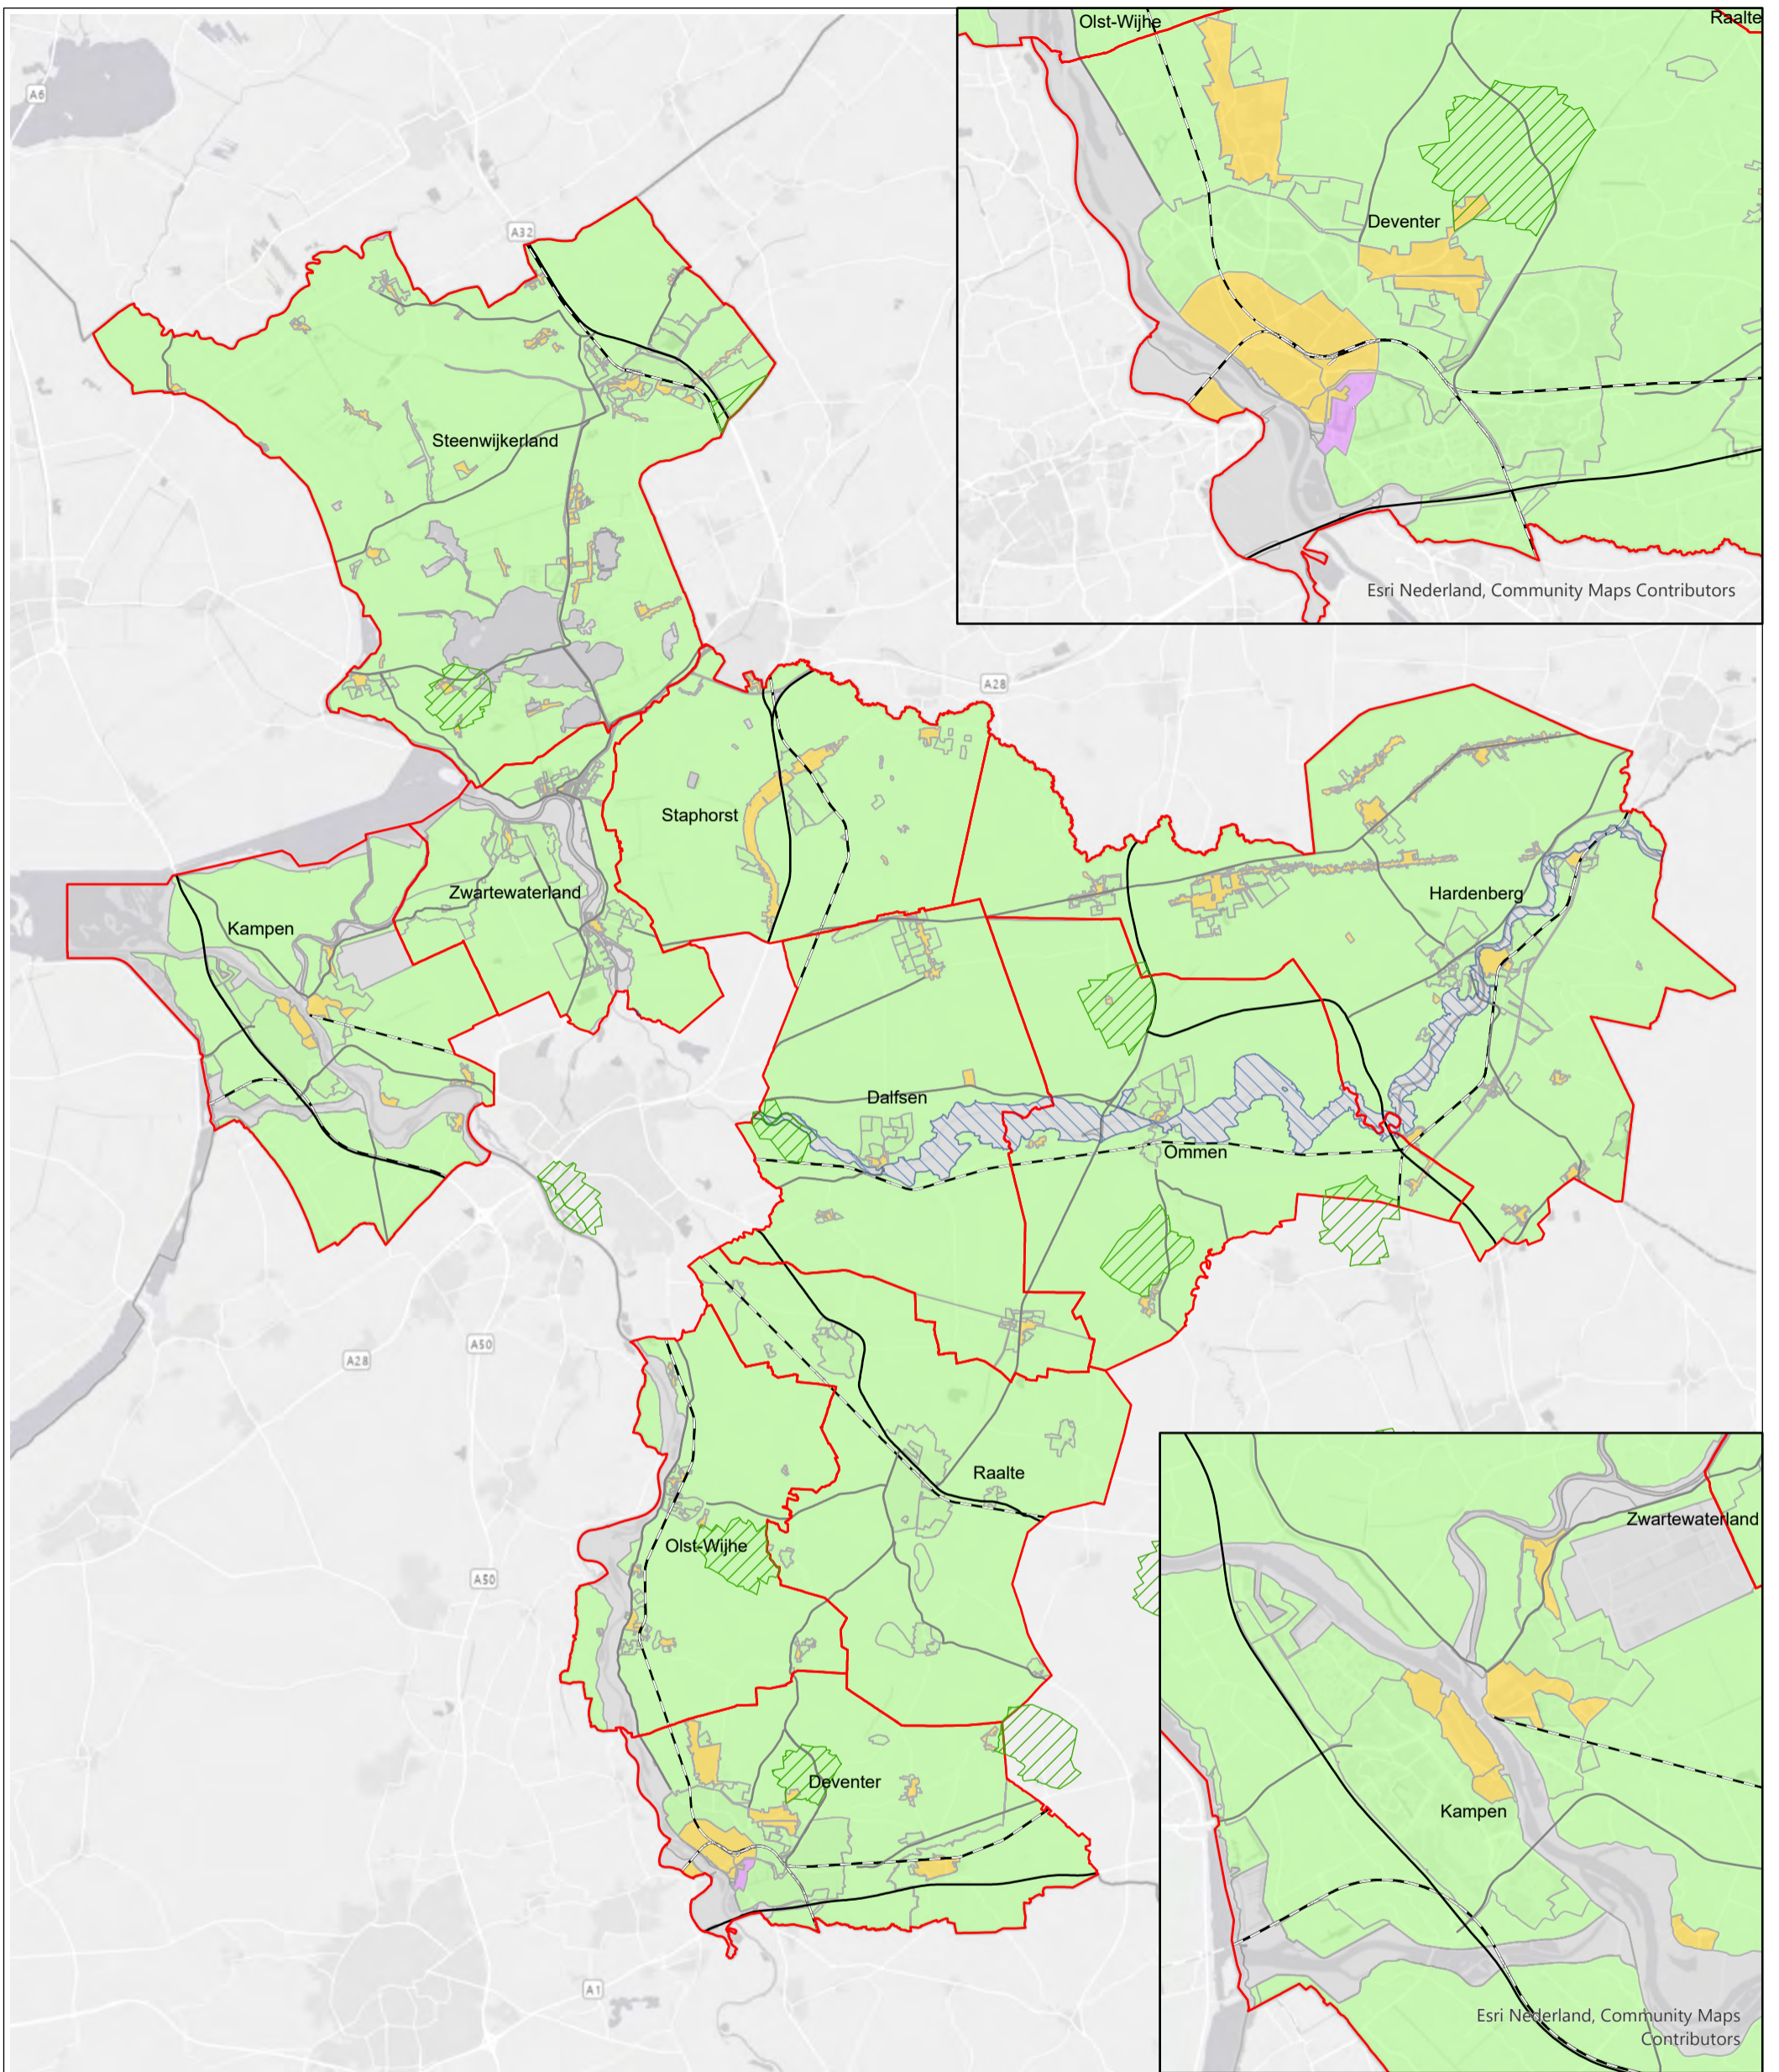 A6
A32
Steenwijkerland
A28
Staphorst
Zwartewaterland
Kampen
Hardenberg
Dalfsen
Ommen
A50
A28
Raalte
Olst-Wijhe
A50
Deventer
A1
Olst-Wijhe
Raalte
Deventer
Esri Nederland, Community Maps Contributors
Zwartewaterland
Kampen
Esri Nederland, Community Maps
Contributors